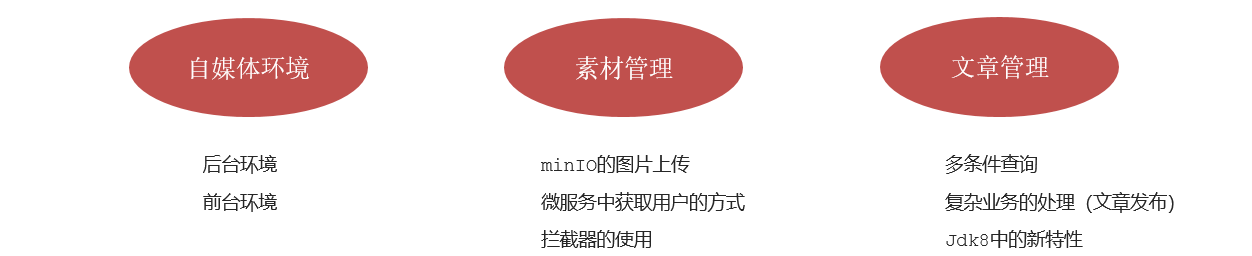 自媒体环境
后台环境
前台环境
素材管理
minIO的图片上传
微服务中获取用户的方式
拦截器的使用
文章管理
多条件查询
复杂业务的处理（文章发布）
Jdk8中的新特性